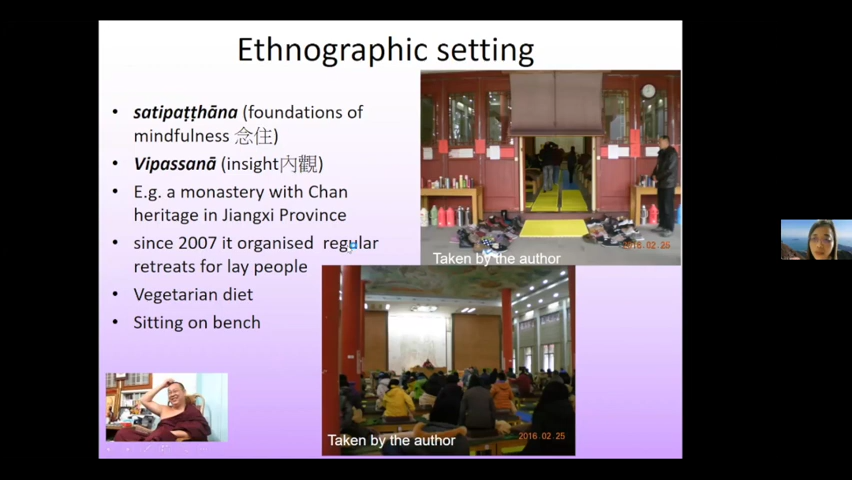 Ethnographic setting
• satipaṭṭhāna (foundations of
mindfulness 念住)
• Vipassanā (insight內觀)
• E.g. a monastery with Chan
heritage in Jiangxi Province
• since 2007 it organised regular
retreats for lay people
• Vegetarian diet
• Sitting on bench
2016.02.25
Taken by the author
Taken by the author
2016.02.25